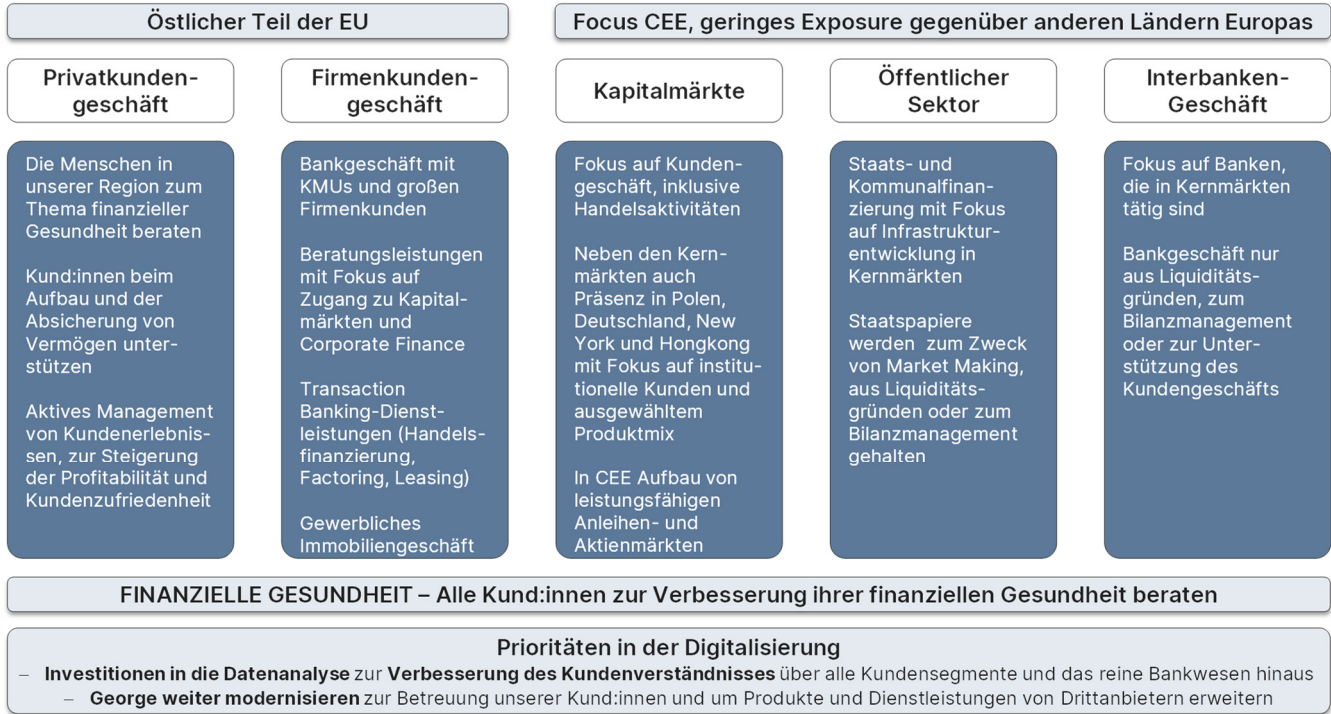 Östlicher Teil der EU
Focus CEE, geringes Exposure gegenüber anderen Ländern Europas
Privatkunden-
geschäft
Die Menschen in
unserer Region zum
Thema finanzieller
Gesundheit beraten
Kund:innen beim
Aufbau und der
Absicherung von
Vermögen unter-
stützen
Aktives Management
von Kundenerlebnis-
sen, zur Steigerung
der Profitabilität und
Kundenzufriedenheit
Firmenkunden-
geschäft
Bankgeschäft mit
KMUs und großen
Firmenkunden
Beratungsleistungen
mit Fokus auf
Zugang zu Kapital-
märkten und
Corporate Finance
Transaction
Banking-Dienst-
leistungen (Handels-
finanzierung,
Factoring, Leasing)
Gewerbliches
Immobiliengeschäft
Kapitalmärkte
Fokus auf Kunden-
geschäft, inklusive
Handelsaktivitäten
Neben den Kern-
märkten auch
Präsenz in Polen,
Deutschland, New
York und Hongkong
mit Fokus auf institu-
tionelle Kunden und
ausgewähltem
Produktmix
In CEE Aufbau von
leistungsfähigen
Anleihen- und
Aktienmärkten
Öffentlicher
Sektor
Staats- und
Kommunalfinan-
zierung mit Fokus
auf Infrastruktur-
entwicklung in
Kernmärkten
Staatspapiere
werden  zum Zweck
von Market Making,
aus Liquiditäts-
gründen oder zum
Bilanzmanagement
gehalten
Interbanken-
Geschäft
Fokus auf Banken,
die in Kernmärkten
tätig sind
Bankgeschäft nur
aus Liquiditäts-
gründen, zum
Bilanzmanagement
oder zur Unter-
stützung des
Kundengeschäfts
FINANZIELLE GESUNDHEIT – Alle Kund:innen zur Verbesserung ihrer finanziellen Gesundheit beraten
Prioritäten in der Digitalisierung
– Investitionen in die Datenanalyse zur Verbesserung des Kundenverständnisses über alle Kundensegmente und das reine Bankwesen hinaus
– George weiter modernisieren zur Betreuung unserer Kund:innen und um Produkte und Dienstleistungen von Drittanbietern erweitern